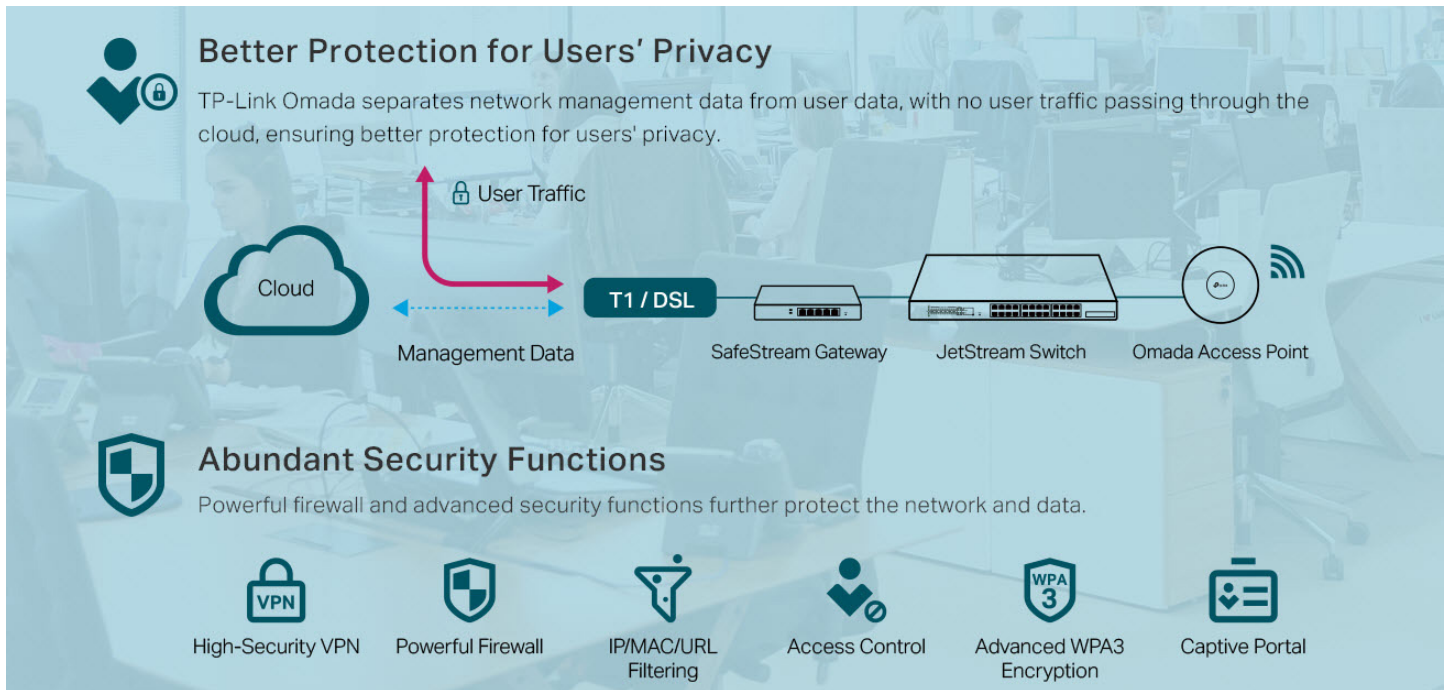 Better Protection for Users' Privacy
TP-Link Omada separates network management data from user data, with no user traffic passing through the
cloud, ensuring better protection for users' privacy.
User Traffic
Cloud
T1 / DSL
Management Data
SafeStream Gateway
JetStream Switch
Omada Access Point
Abundant Security Functions
Powerful firewall and advanced security functions further protect the network and data.
VPN
WPA
3
High-Security VPN
Powerful Firewall
IP/MAC/URL
Filtering
Access Control
Advanced WPA3
Encryption
Captive Portal